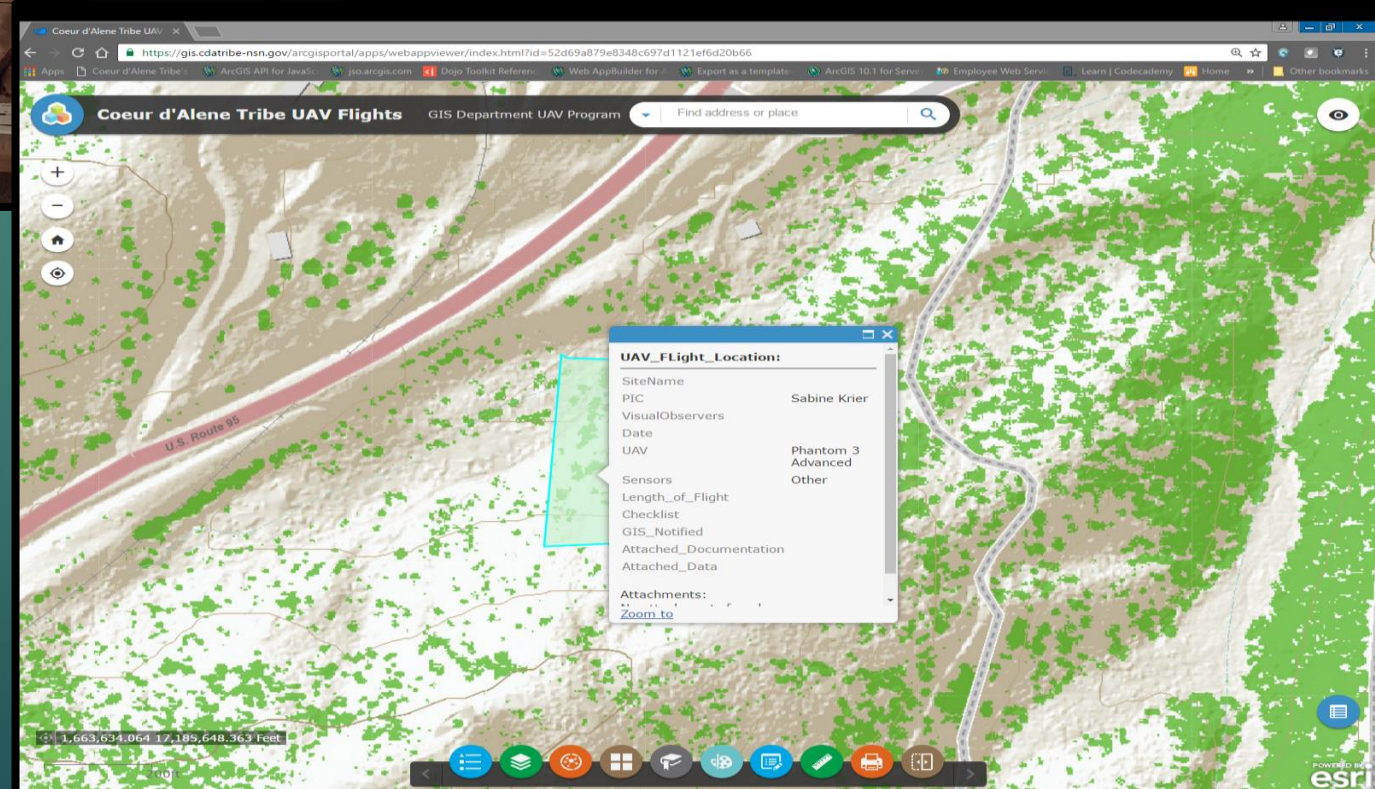 Coeur d'Alene Tribe UAV
https://gis.cdatribe-nsn.gov/arcgisportal/apps/webappviewer/index.html?id=52d69a879e8348c697d1121ef6d20b66
Apps Coeur d'Alene Tribe's ArcGIS API for JavaSc jso.arcgis.com Dojo Toolkit Referenc Web AppBuilder for A Export as a template ArcGIS 10.1 for Serve Employee Web Servi Learn | Codecademy Home » Other bookmarks
Coeur d'Alene Tribe UAV Flights GIS Department UAV Program Find address or place
U.S. Route 95
UAV_FLight_Location:
SiteName
PIC Sabine Krier
VisualObservers
Date
UAV Phantom 3
Advanced
Sensors Other
Length_of_Flight
Checklist
GIS_Notified
Attached_Documentation
Attached_Data
Attachments:
Zoom to
1,663,634.064 17,185,648.363 Feet
200ft
POWERED BY
esri